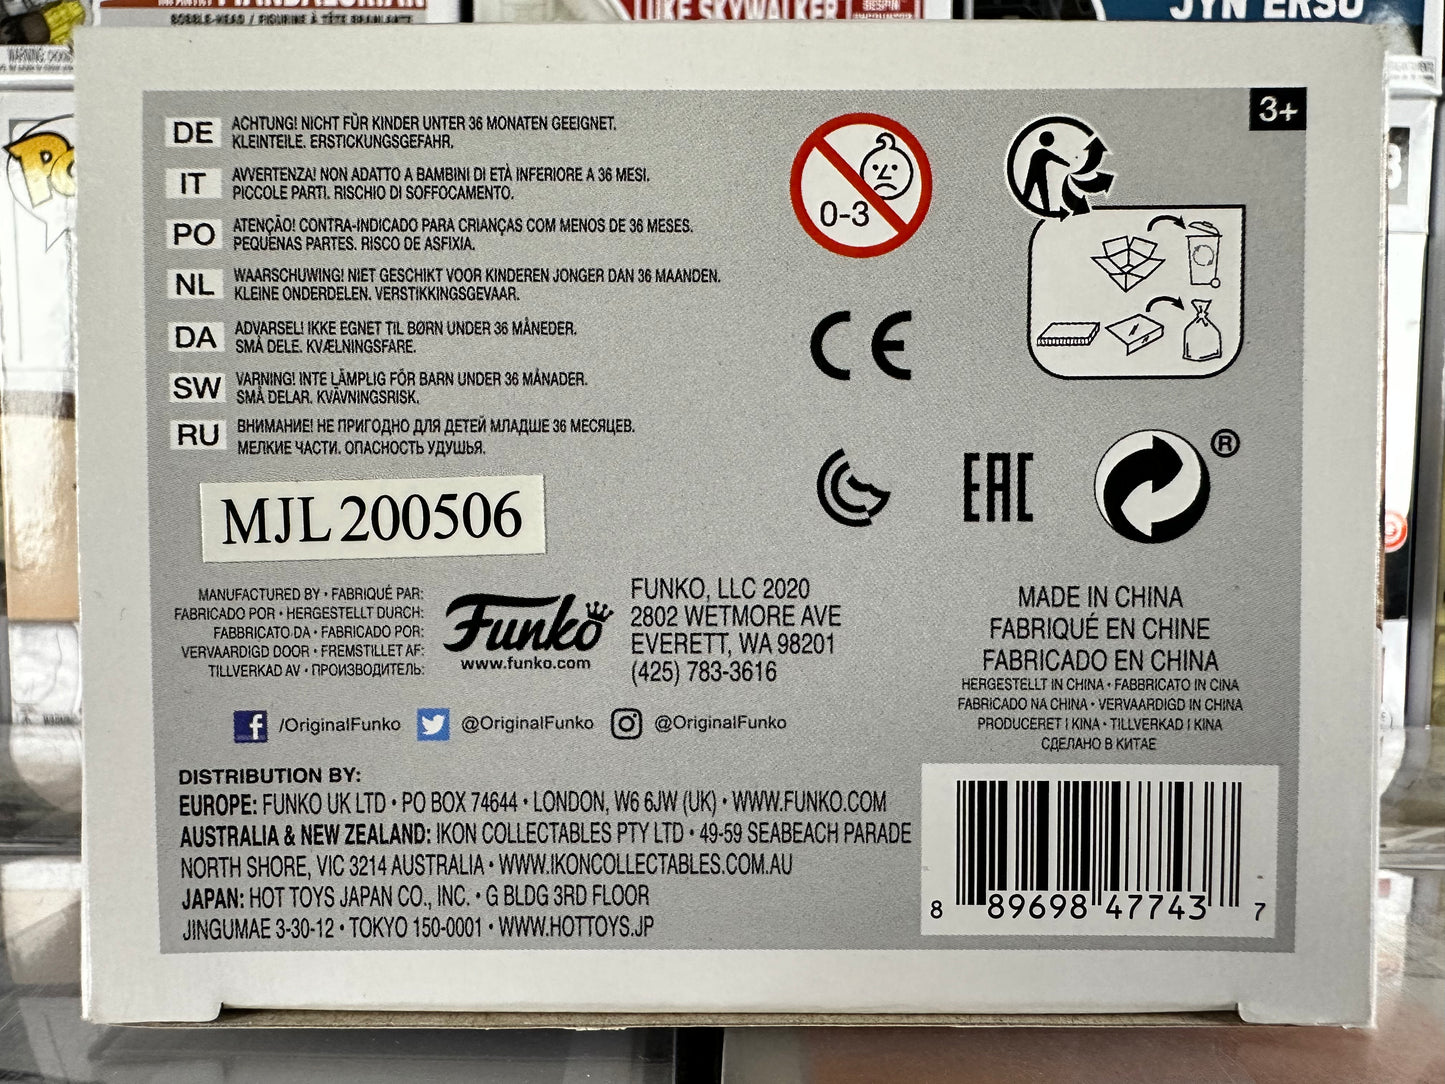 MANDALORIAN
BOBBLE-HEAD / FIGURINE À TÊTE BRANLANTE
LUKE SKYWALKER
BESPIN
JYN ERSO
3+
DE
ACHTUNG! NICHT FÜR KINDER UNTER 36 MONATEN GEEIGNET.
KLEINTEILE. ERSTICKUNGSGEFAHR.
IT
AVVERTENZA! NON ADATTO A BAMBINI DI ETÀ INFERIORE A 36 MESI.
PICCOLE PARTI. RISCHIO DI SOFFOCAMENTO.
PO
ATENÇÃO! CONTRA-INDICADO PARA CRIANÇAS COM MENOS DE 36 MESES.
PEQUENAS PARTES. RISCO DE ASFIXIA.
NL
WAARSCHUWING! NIET GESCHIKT VOOR KINDEREN JONGER DAN 36 MAANDEN.
KLEINE ONDERDELEN. VERSTIKKINGSGEVAAR.
DA
ADVARSEL! IKKE EGNET TIL BØRN UNDER 36 MÅNEDER.
SMÅ DELE. KVÆLNINGSFARE.
SW
VARNING! INTE LÄMPLIG FÖR BARN UNDER 36 MÅNADER.
SMÅ DELAR. KVÄVNINGSRISK.
RU
ВНИМАНИЕ! НЕ ПРИГОДНО ДЛЯ ДЕТЕЙ МЛАДШЕ 36 МЕСЯЦЕВ.
МЕЛКИЕ ЧАСТИ. ОПАСНОСТЬ УДУШЬЯ.
0-3
CE
EAC
®
MJL 200506
MANUFACTURED BY • FABRIQUÉ PAR:
FABRICADO POR • HERGESTELLT DURCH:
FABBRICATO DA • FABRICADO POR:
VERVAARDIGD DOOR • FREMSTILLET AF:
TILLVERKAD AV • ПРОИЗВОДИТЕЛЬ:
Funko
www.funko.com
FUNKO, LLC 2020
2802 WETMORE AVE
EVERETT, WA 98201
(425) 783-3616
/OriginalFunko
@OriginalFunko
@OriginalFunko
MADE IN CHINA
FABRIQUÉ EN CHINE
FABRICADO EN CHINA
HERGESTELLT IN CHINA • FABBRICATO IN CINA
FABRICADO NA CHINA • VERVAARDIGD IN CHINA
PRODUCERET I KINA • TILLVERKAD I KINA
СДЕЛАНО В КИТАЕ
DISTRIBUTION BY:
EUROPE: FUNKO UK LTD • PO BOX 74644 • LONDON, W6 6JW (UK) • WWW.FUNKO.COM
AUSTRALIA & NEW ZEALAND: IKON COLLECTABLES PTY LTD • 49-59 SEABEACH PARADE
NORTH SHORE, VIC 3214 AUSTRALIA • WWW.IKONCOLLECTABLES.COM.AU
JAPAN: HOT TOYS JAPAN CO., INC. • G BLDG 3RD FLOOR
JINGUMAE 3-30-12 • TOKYO 150-0001 • WWW.HOTTOYS.JP
8 89698 47743 7